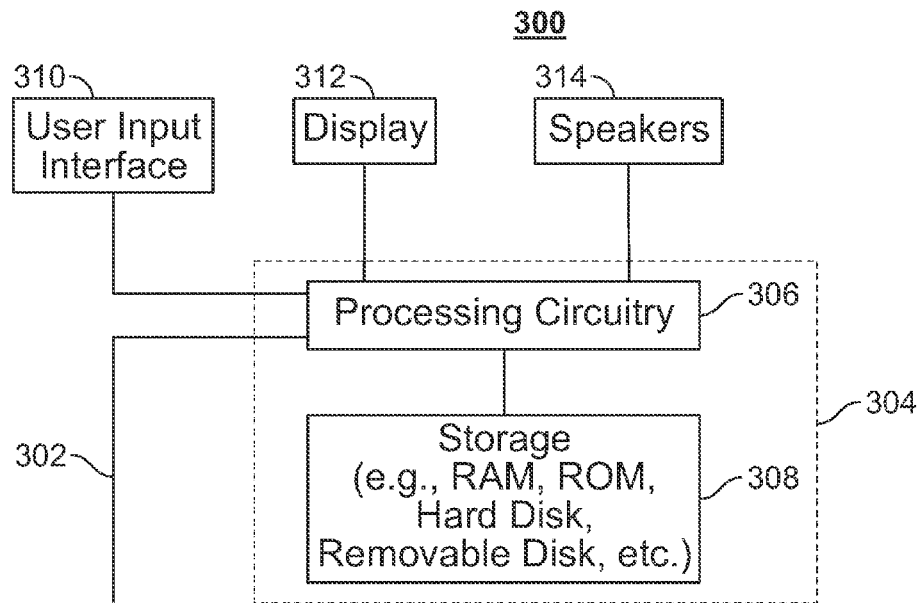 300
310
312
314
User Input
Interface
Display
Speakers
Processing Circuitry
306
304
302
Storage
(e.g., RAM, ROM,
Hard Disk,
Removable Disk, etc.)
308